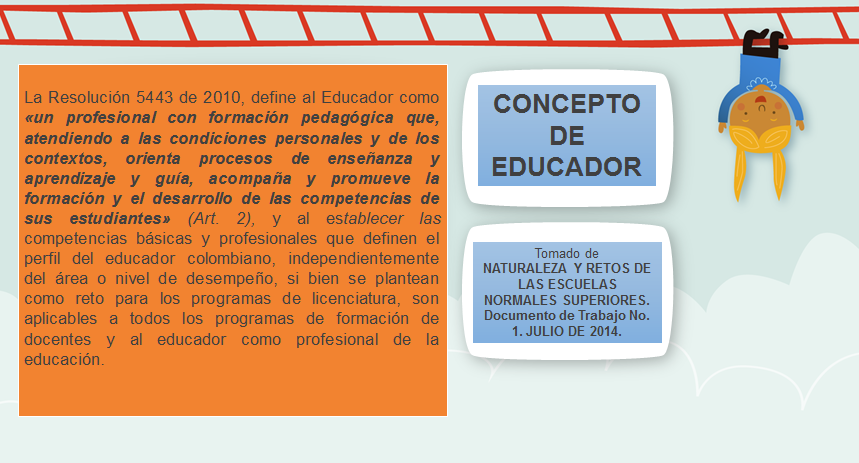 La Resolución 5443 de 2010, define al Educador como
«un profesional con formación pedagógica que,
atendiendo a las condiciones personales y de los
contextos, orienta procesos de enseñanza y
aprendizaje y guía, acompaña y promueve la
formación y el desarrollo de las competencias de
sus estudiantes» (Art. 2), y al establecer las
competencias básicas y profesionales que definen el
perfil del educador colombiano, independientemente
del área o nivel de desempeño, si bien se plantean
como reto para los programas de licenciatura, son
aplicables a todos los programas de formación de
docentes y al educador como profesional de la
educación.
CONCEPTO
DE
EDUCADOR
Tomado de
NATURALEZA Y RETOS DE
LAS ESCUELAS
NORMALES SUPERIORES.
Documento de Trabajo No.
1. JULIO DE 2014.